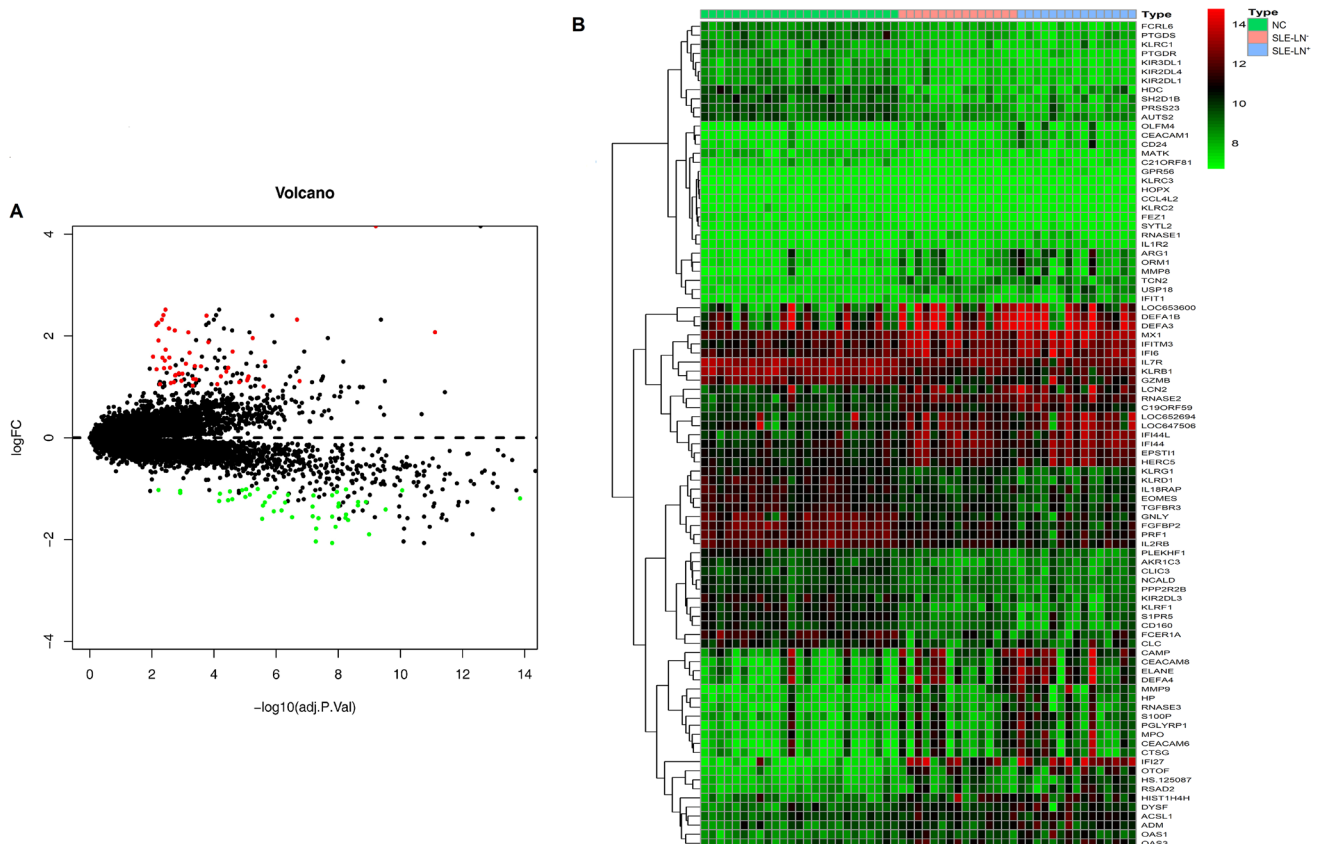 A
Volcano
logFC
4
2
0
−2
−4
0
2
4
6
8
10
12
14
−log10(adj.P.Val)
B
Type
FCRL6
PTGDS
KLRC1
PTGDR
KIR3DL1
KIR2DL4
KIR2DL1
HDC
SH2D1B
PRSS23
AUTS2
OLFM4
CEACAM1
CD24
MATK
C21ORF81
GPR56
KLRC3
HOPX
CCL4L2
KLRC2
FEZ1
SYTL2
RNASE1
IL1R2
ARG1
ORM1
MMP8
TCN2
USP18
IFIT1
LOC653600
DEFA1B
DEFA3
MX1
IFITM3
IFI6
IL7R
KLRB1
GZMB
LCN2
RNASE2
C19ORF59
LOC652694
LOC647506
IFI44L
IFI44
EPSTI1
HERC5
KLRG1
KLRD1
IL18RAP
EOMES
TGFBR3
GNLY
FGFBP2
PRF1
IL2RB
PLEKHF1
AKR1C3
CLIC3
NCALD
PPP2R2B
KIR2DL3
KLRF1
S1PR5
CD160
FCER1A
CLC
CAMP
CEACAM8
ELANE
DEFA4
MMP9
HP
RNASE3
S100P
PGLYRP1
MPO
CEACAM6
CTSG
IFI27
OTOF
HS.125087
RSAD2
HIST1H4H
DYSF
ACSL1
ADM
OAS1
OAS3
14
12
10
8
Type
NC
SLE-LN⁻
SLE-LN⁺